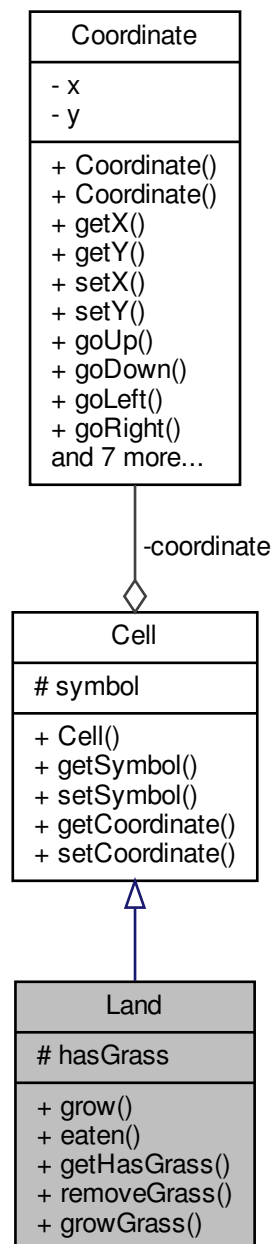 Coordinate
- x
- y
+ Coordinate()
+ Coordinate()
+ getX()
+ getY()
+ setX()
+ setY()
+ goUp()
+ goDown()
+ goLeft()
+ goRight()
and 7 more...
-coordinate
Cell
# symbol
+ Cell()
+ getSymbol()
+ setSymbol()
+ getCoordinate()
+ setCoordinate()
Land
# hasGrass
+ grow()
+ eaten()
+ getHasGrass()
+ removeGrass()
+ growGrass()